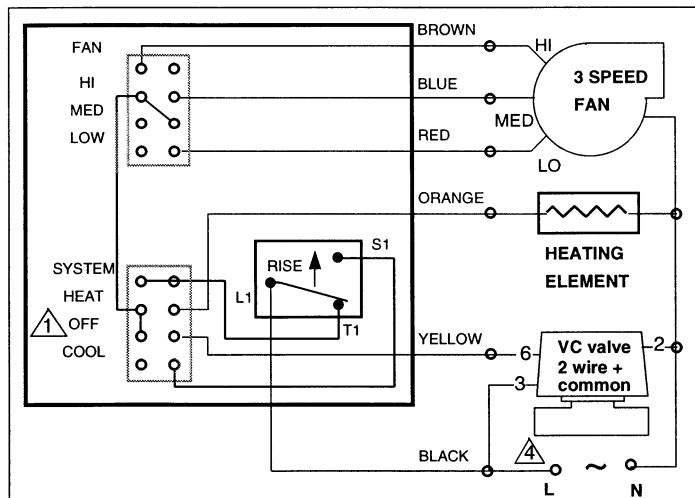 BROWN
FAN
HI
3 SPEED
FAN
HI
BLUE
MED
MED
LOW
RED
LO
ORANGE
HEATING
ELEMENT
S1
SYSTEM
RISE
HEAT
L1
1
OFF
T1
YELLOW
COOL
6
VC valve
2 wire +
common
2
3
BLACK
4
L
~
N